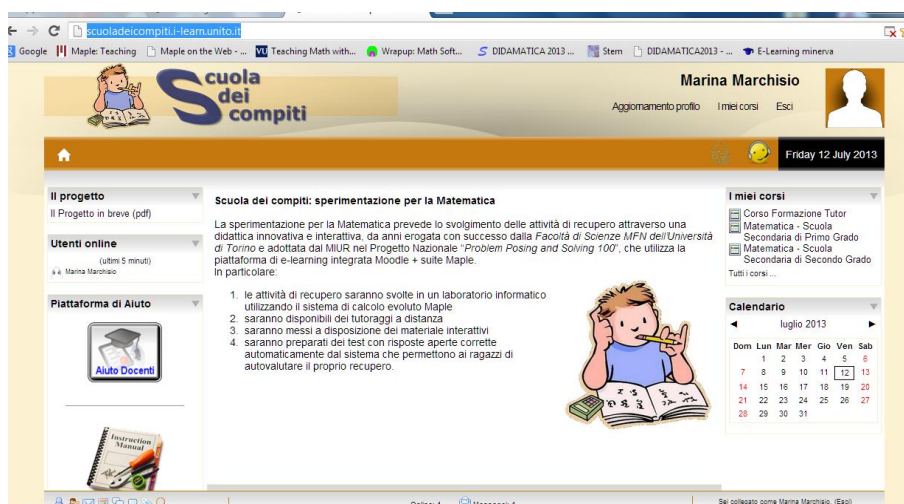 scuoladeicompiti.i-learn.unito.it
Google Maple: Teaching Maple on the Web - ... Teaching Math with... Wrapup: Math Soft... DIDAMATICA 2013 ... Stem DIDAMATICA2013 - ... E-Learning minerva
Scuola
dei
compiti
Marina Marchisio
Aggiornamento profilo I miei corsi Esci
Friday 12 July 2013
Il progetto
Il Progetto in breve (pdf)
Utenti online
(ultimi 5 minuti)
Marina Marchisio
Piattaforma di Aiuto
Aiuto Docenti
Instruction
Manual
Scuola dei compiti: sperimentazione per la Matematica
La sperimentazione per la Matematica prevede lo svolgimento delle attività di recupero attraverso una
didattica innovativa e interattiva, da anni erogata con successo dalla Facoltà di Scienze MFN dell'Università
di Torino e adottata dal MIUR nel Progetto Nazionale "Problem Posing and Solving 100", che utilizza la
piattaforma di e-learning integrata Moodle + suite Maple.
In particolare:
1. le attività di recupero saranno svolte in un laboratorio informatico
utilizzando il sistema di calcolo evoluto Maple
2. saranno disponibili dei tutoraggi a distanza
3. saranno messi a disposizione dei materiale interattivi
4. saranno preparati dei test con risposte aperte corrette
automaticamente dal sistema che permettono ai ragazzi di
autovalutare il proprio recupero.
I miei corsi
Corso Formazione Tutor
Matematica - Scuola
Secondaria di Primo Grado
Matematica - Scuola
Secondaria di Secondo Grado
Tutti i corsi ...
Calendario
luglio 2013
Dom Lun Mar Mer Gio Ven Sab
1 2 3 4 5 6
7 8 9 10 11 12 13
14 15 16 17 18 19 20
21 22 23 24 25 26 27
28 29 30 31
Sei collegato come Marina Marchisio. (Esci)